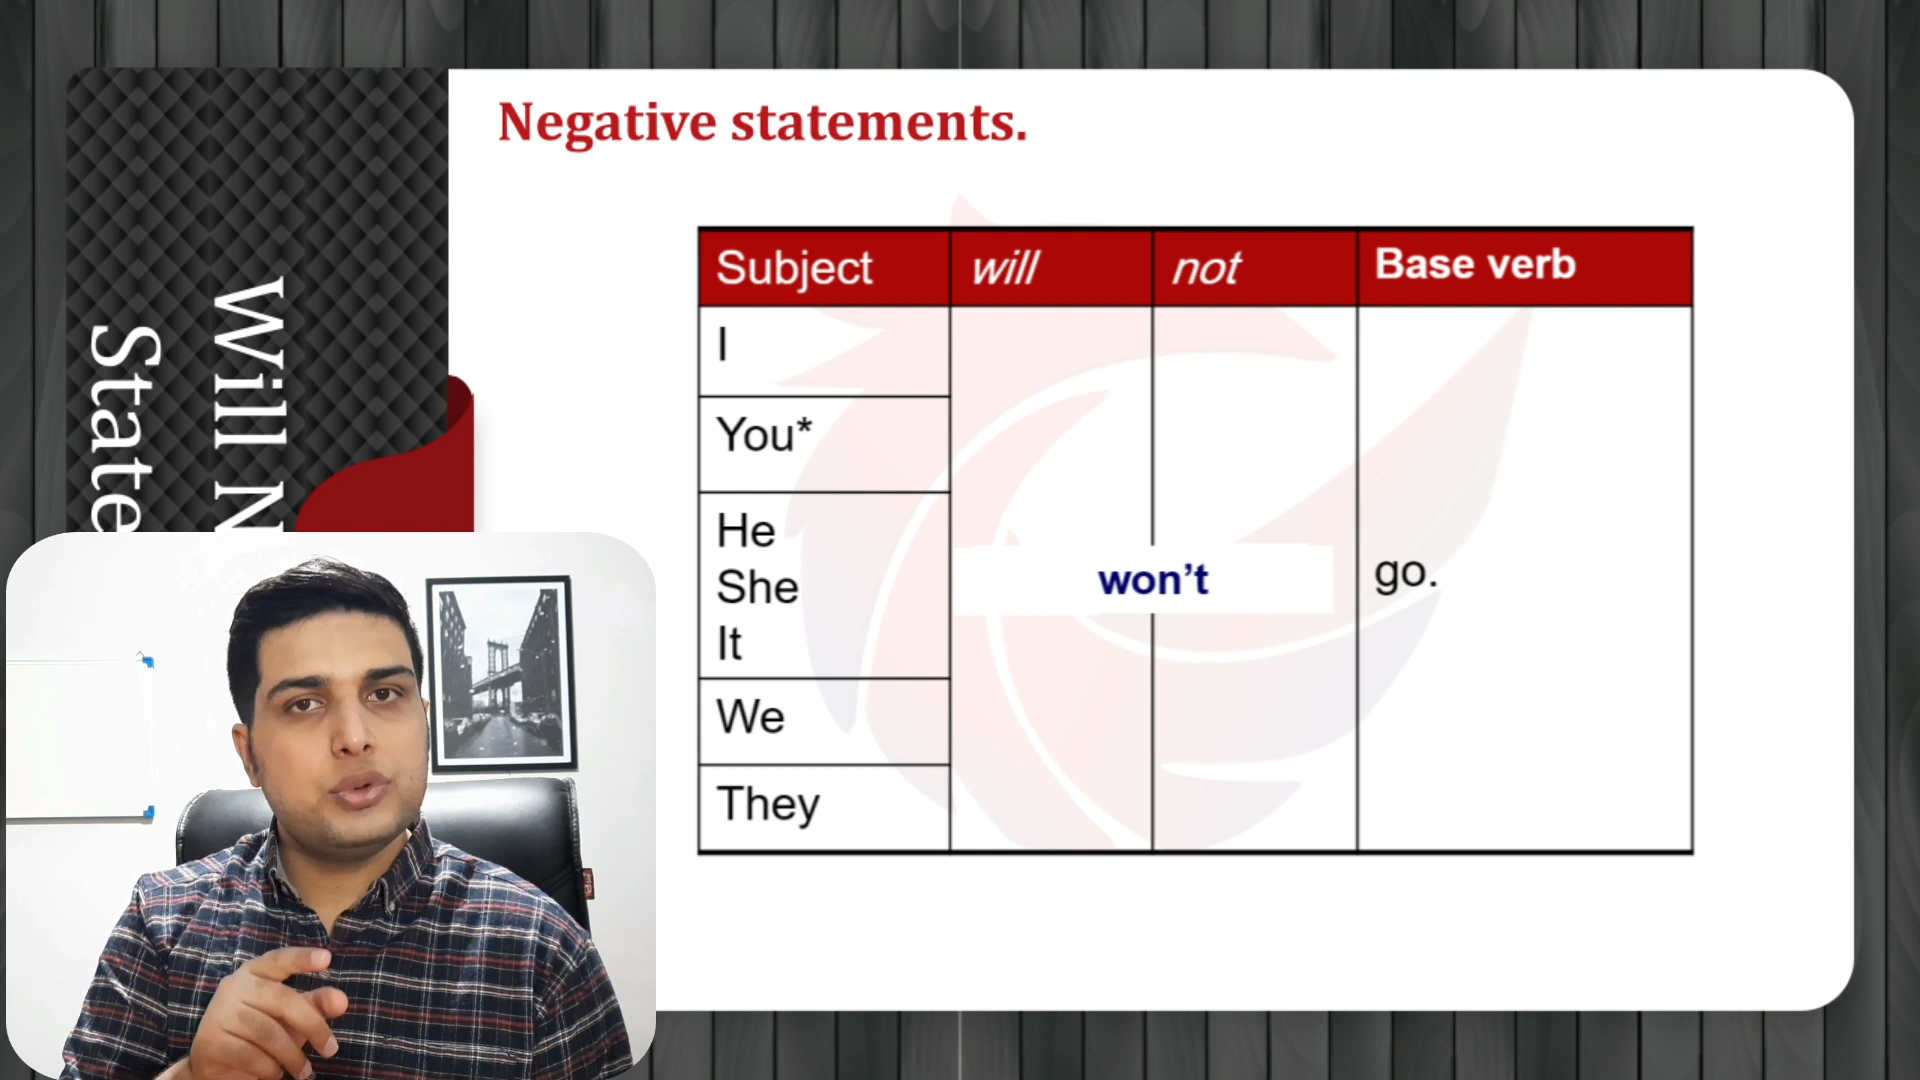 Negative statements.
Will N
State
Subject will not Base verb
I
You*
He
She
It
won't go.
We
They